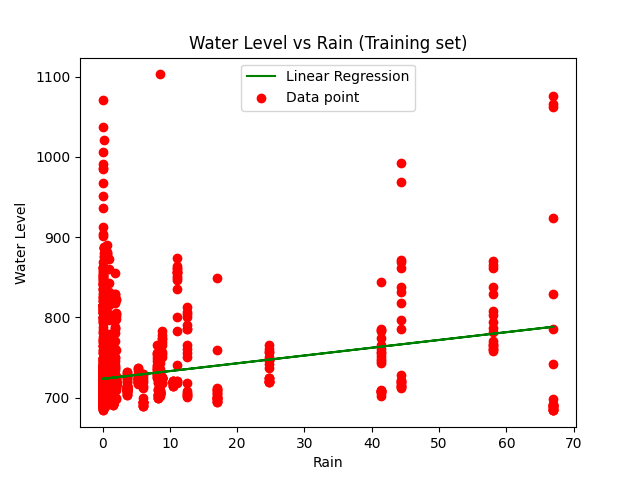 Water Level vs Rain (Training set)
Linear Regression
Data point
1100
1000
900
800
700
Water Level
0 10 20 30 40 50 60 70
Rain